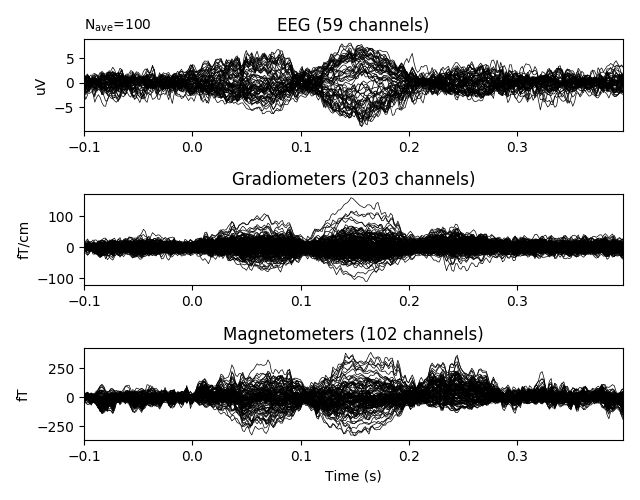 N_ave=100
EEG (59 channels)
uV
5
0
−5
−0.1 0.0 0.1 0.2 0.3
Gradiometers (203 channels)
fT/cm
100
0
−100
−0.1 0.0 0.1 0.2 0.3
Magnetometers (102 channels)
fT
250
0
−250
−0.1 0.0 0.1 0.2 0.3
Time (s)